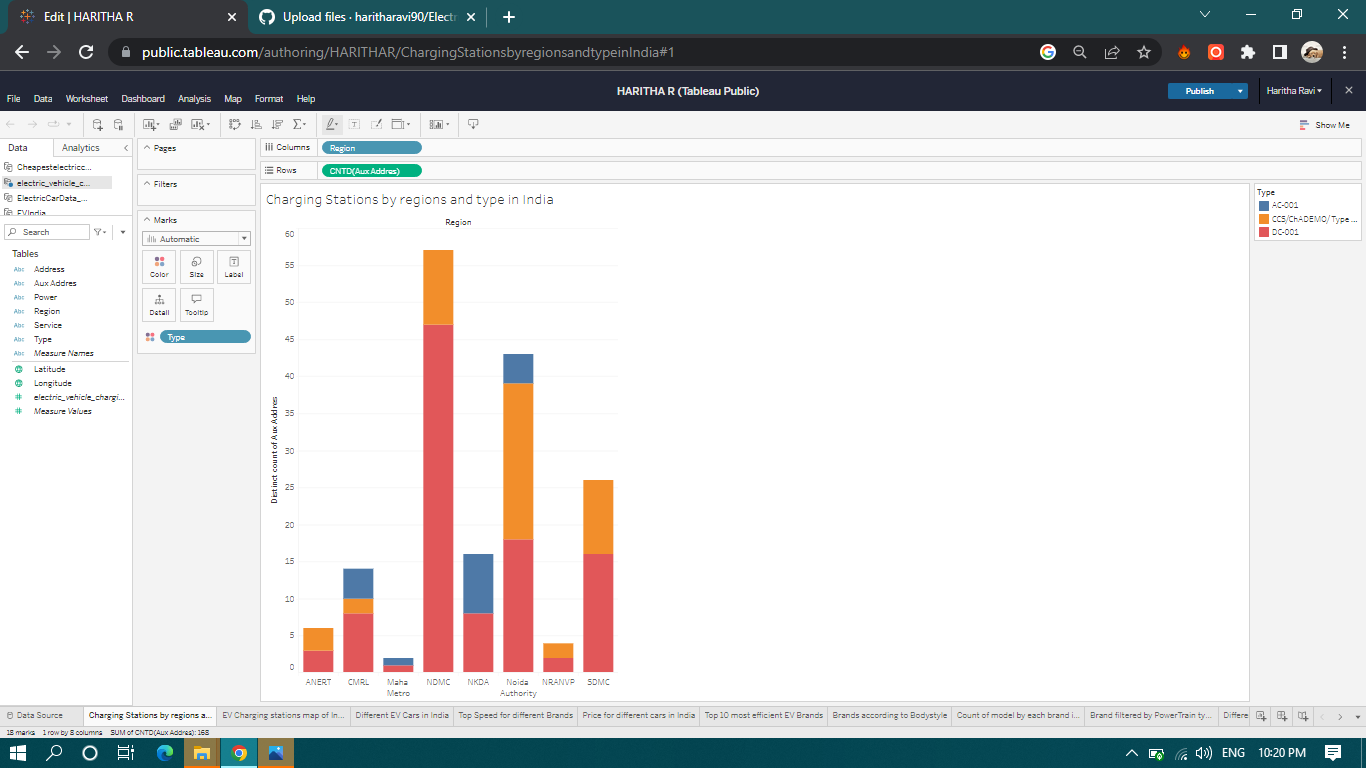 Edit | HARITHA R
Upload files · haritharavi90/Electr
public.tableau.com/authoring/HARITHAR/ChargingStationsbyregionsandtypeinIndia#1
HARITHA R (Tableau Public)
Publish
Haritha Ravi
File Data Worksheet Dashboard Analysis Map Format Help
Show Me
Data Analytics
Pages
Columns Region
Rows CNTD(Aux Addres)
Cheapestelectricc...
electric_vehicle_c...
ElectricCarData_...
EVIndia
Search
Tables
Abc Address
Abc Aux Addres
Abc Power
Abc Region
Abc Service
Abc Type
Abc Measure Names
Latitude
Longitude
# electric_vehicle_chargi...
# Measure Values
Filters
Marks
Automatic
Color Size Label
Detail Tooltip
Type
Charging Stations by regions and type in India
Region
Distinct count of Aux Addres
60
55
50
45
40
35
30
25
20
15
10
5
0
ANERT CMRL Maha Metro NDMC NKDA Noida Authority NRANVP SDMC
Type
AC-001
CCS/CHADEMO/ Type ...
DC-001
Data Source Charging Stations by regions a... EV Charging stations map of In... Different EV Cars in India Top Speed for different Brands Price for different cars in India Top 10 most efficient EV Brands Brands according to Bodystyle Count of model by each brand i... Brand filtered by PowerTrain ty... Differe
18 marks 1 row by 8 columns SUM of CNTD(Aux Addres): 168
ENG 10:20 PM